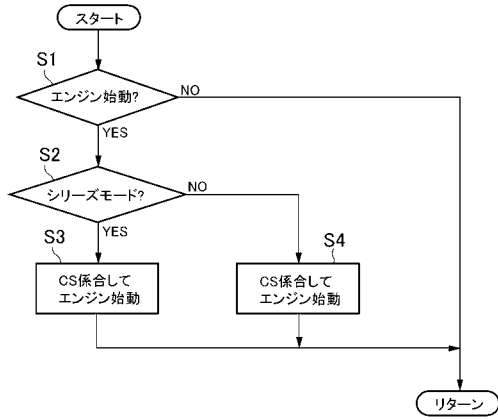 スタート
S1
エンジン始動?
NO
YES
S2
シリーズモード?
NO
YES
S3
CS係合して
エンジン始動
S4
CS係合して
エンジン始動
リターン